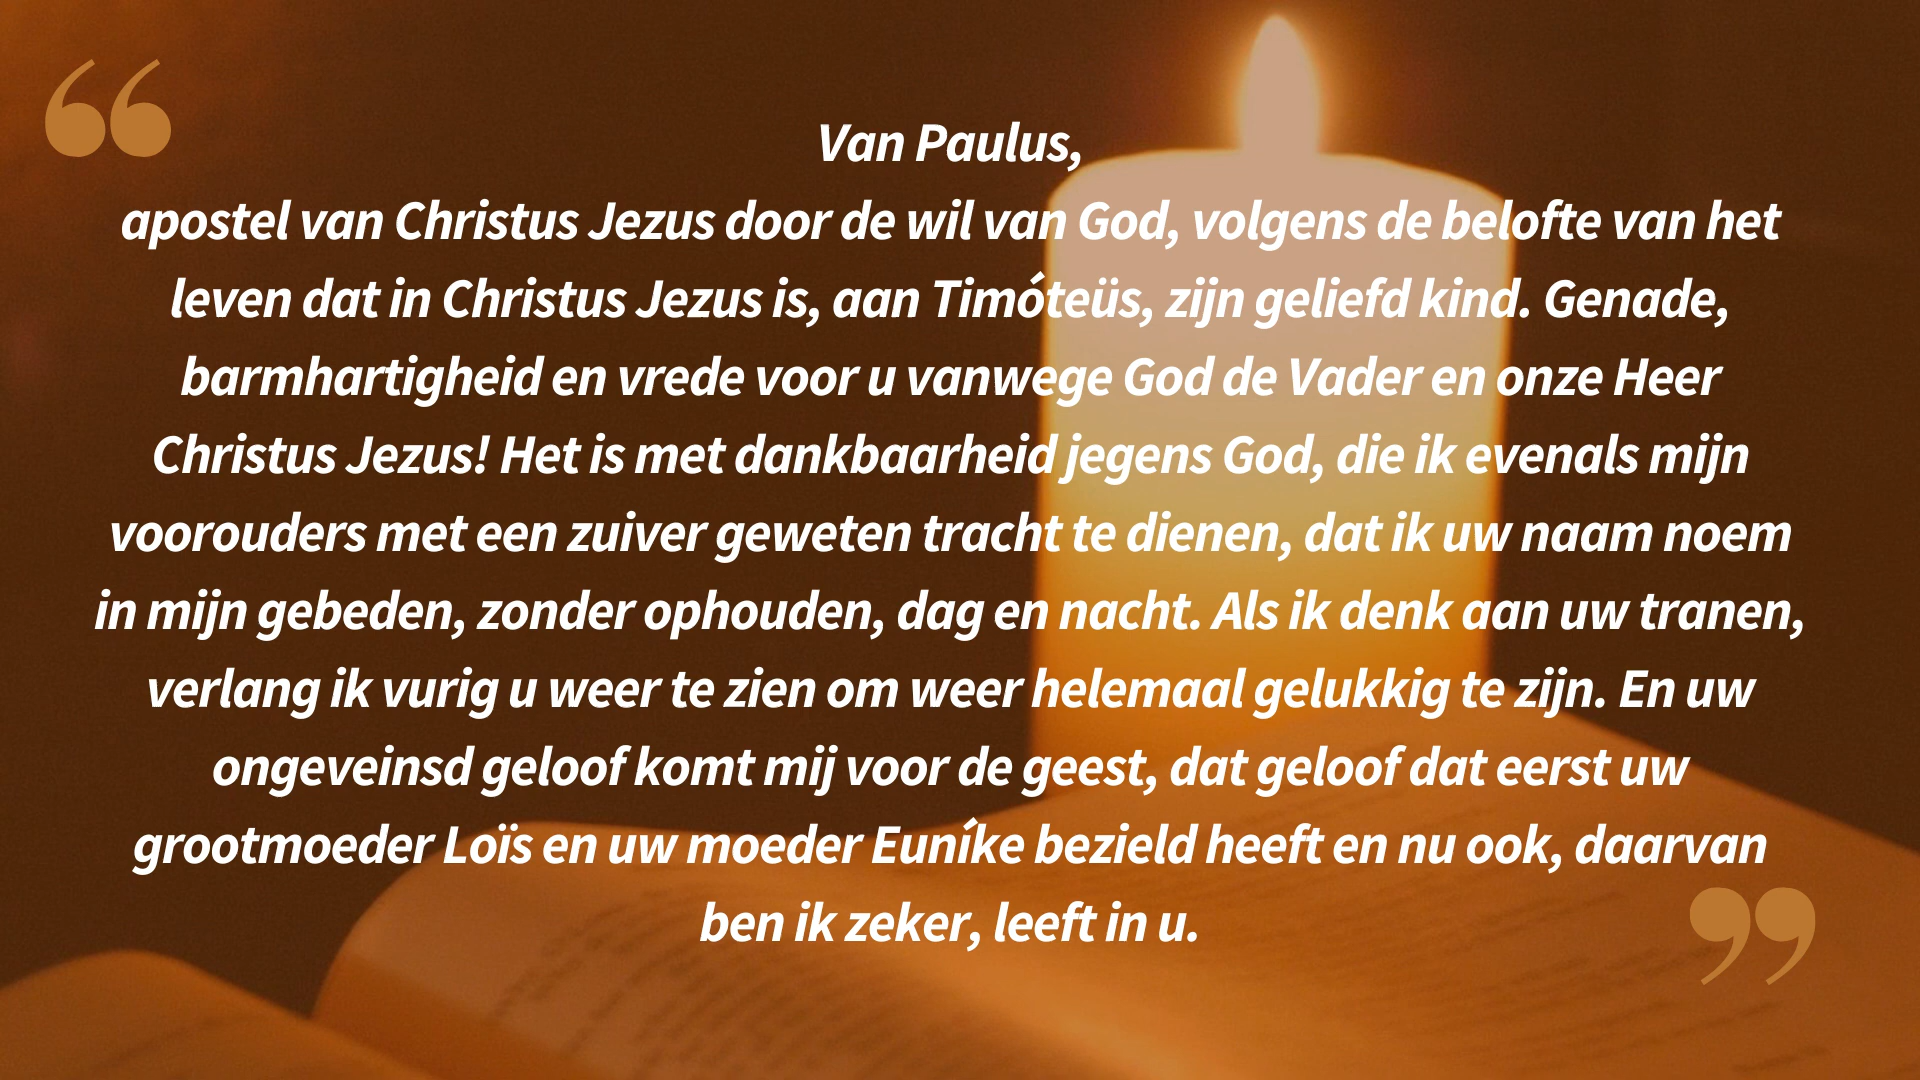 Van Paulus,
apostel van Christus Jezus door de wil van God, volgens de belofte van het
leven dat in Christus Jezus is, aan Timóteüs, zijn geliefd kind. Genade,
barmhartigheid en vrede voor u vanwege God de Vader en onze Heer
Christus Jezus! Het is met dankbaarheid jegens God, die ik evenals mijn
voorouders met een zuiver geweten tracht te dienen, dat ik uw naam noem
in mijn gebeden, zonder ophouden, dag en nacht. Als ik denk aan uw tranen,
verlang ik vurig u weer te zien om weer helemaal gelukkig te zijn. En uw
ongeveinsd geloof komt mij voor de geest, dat geloof dat eerst uw
grootmoeder Loïs en uw moeder Euníke bezield heeft en nu ook, daarvan
ben ik zeker, leeft in u.